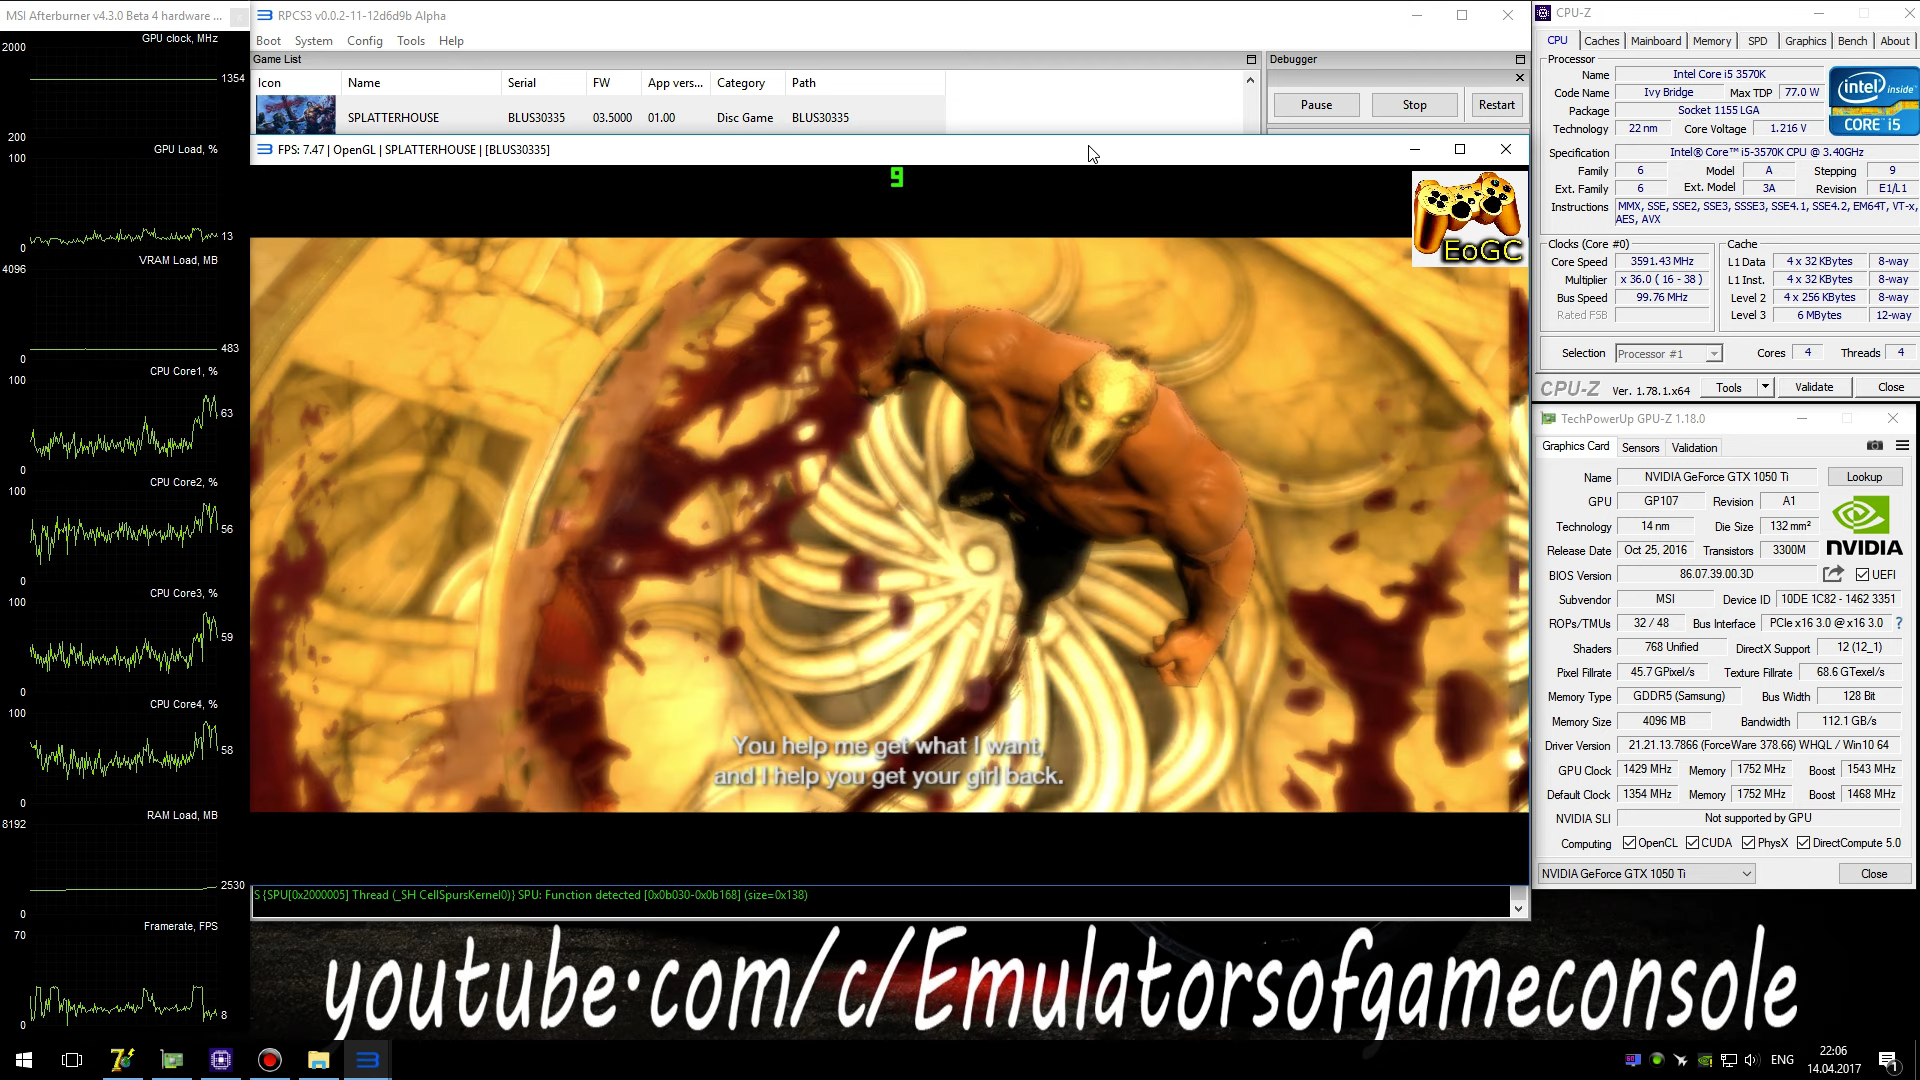 MSI Afterburner v4.3.0 Beta 4 hardware ...
GPU clock, MHz
2000
1354
200
GPU Load, %
100
13
0
VRAM Load, MB
4096
483
0
CPU Core1, %
100
63
0
CPU Core2, %
100
56
0
CPU Core3, %
100
59
0
CPU Core4, %
100
58
0
RAM Load, MB
8192
2530
0
Framerate, FPS
70
8
0
RPCS3 v0.0.2-11-12d6d9b Alpha
Boot System Config Tools Help
Game List
Icon Name Serial FW App vers... Category Path
SPLATTERHOUSE BLUS30335 03.5000 01.00 Disc Game BLUS30335
Debugger
Pause Stop Restart
FPS: 7.47 | OpenGL | SPLATTERHOUSE | [BLUS30335]
9
EoGC
You help me get what I want,
and I help you get your girl back.
S {SPU[0x2000005] Thread (_SH CellSpursKernel0)} SPU: Function detected [0x0b030-0x0b168] (size=0x138)
youtube.com/c/Emulatorsofgameconsole
CPU-Z
CPU Caches Mainboard Memory SPD Graphics Bench About
Processor
Name Intel Core i5 3570K
Code Name Ivy Bridge Max TDP 77.0 W
Package Socket 1155 LGA
Technology 22 nm Core Voltage 1.216 V
intel inside™
CORE i5
Specification Intel® Core™ i5-3570K CPU @ 3.40GHz
Family 6 Model A Stepping 9
Ext. Family 6 Ext. Model 3A Revision E1/L1
Instructions MMX, SSE, SSE2, SSE3, SSSE3, SSE4.1, SSE4.2, EM64T, VT-x,
AES, AVX
Clocks (Core #0)
Core Speed 3591.43 MHz
Multiplier x 36.0 ( 16 - 38 )
Bus Speed 99.76 MHz
Rated FSB
Cache
L1 Data 4 x 32 KBytes 8-way
L1 Inst. 4 x 32 KBytes 8-way
Level 2 4 x 256 KBytes 8-way
Level 3 6 MBytes 12-way
Selection Processor #1 Cores 4 Threads 4
CPU-Z Ver. 1.78.1.x64 Tools Validate Close
TechPowerUp GPU-Z 1.18.0
Graphics Card Sensors Validation
Name NVIDIA GeForce GTX 1050 Ti Lookup
GPU GP107 Revision A1
Technology 14 nm Die Size 132 mm²
Release Date Oct 25, 2016 Transistors 3300M
NVIDIA
BIOS Version 86.07.39.00.3D UEFI
Subvendor MSI Device ID 10DE 1C82 - 1462 3351
ROPs/TMUs 32 / 48 Bus Interface PCIe x16 3.0 @ x16 3.0 ?
Shaders 768 Unified DirectX Support 12 (12_1)
Pixel Fillrate 45.7 GPixel/s Texture Fillrate 68.6 GTexel/s
Memory Type GDDR5 (Samsung) Bus Width 128 Bit
Memory Size 4096 MB Bandwidth 112.1 GB/s
Driver Version 21.21.13.7866 (ForceWare 378.66) WHQL / Win10 64
GPU Clock 1429 MHz Memory 1752 MHz Boost 1543 MHz
Default Clock 1354 MHz Memory 1752 MHz Boost 1468 MHz
NVIDIA SLI Not supported by GPU
Computing OpenCL CUDA PhysX DirectCompute 5.0
NVIDIA GeForce GTX 1050 Ti Close
ENG
22:06
14.04.2017
1